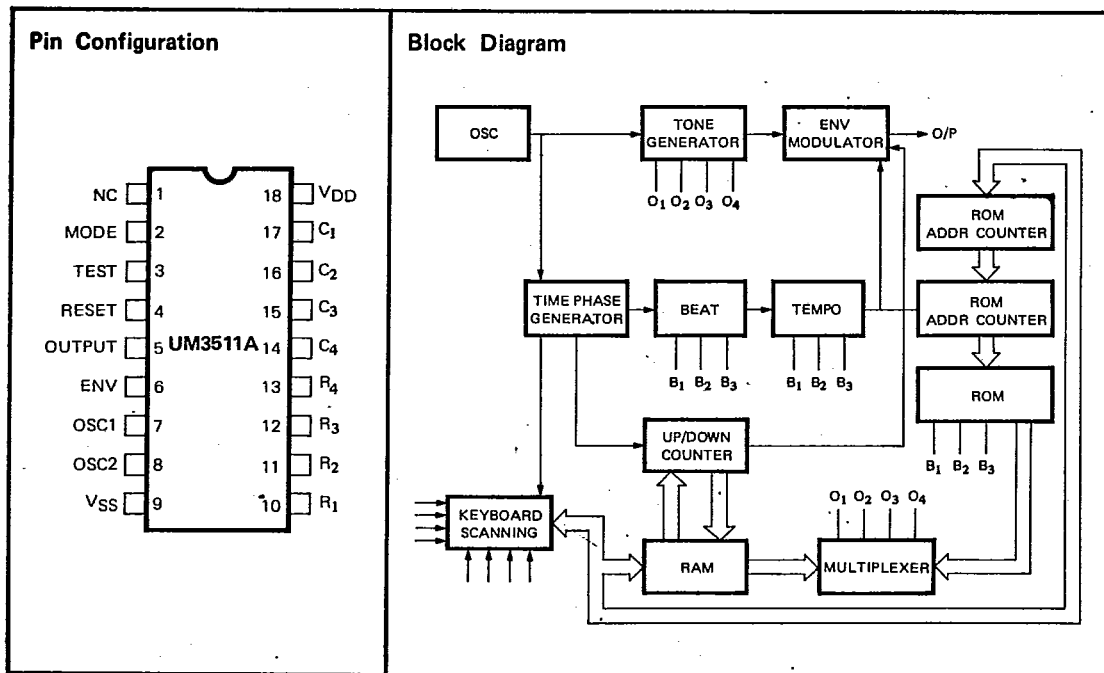 Pin Configuration
NC 1
MODE 2
TEST 3
RESET 4
OUTPUT 5
ENV 6
OSC1 7
OSC2 8
VSS 9
UM3511A
18 VDD
17 C1
16 C2
15 C3
14 C4
13 R4
12 R3
11 R2
10 R1
Block Diagram
OSC
TONE
GENERATOR
O1 O2 O3 O4
ENV
MODULATOR
O/P
ROM
ADDR COUNTER
TIME PHASE
GENERATOR
BEAT
B1 B2 B3
TEMPO
B1 B2 B3
ROM
ADDR COUNTER
ROM
B1 B2 B3
UP/DOWN
COUNTER
KEYBOARD
SCANNING
RAM
O1 O2 O3 O4
MULTIPLEXER